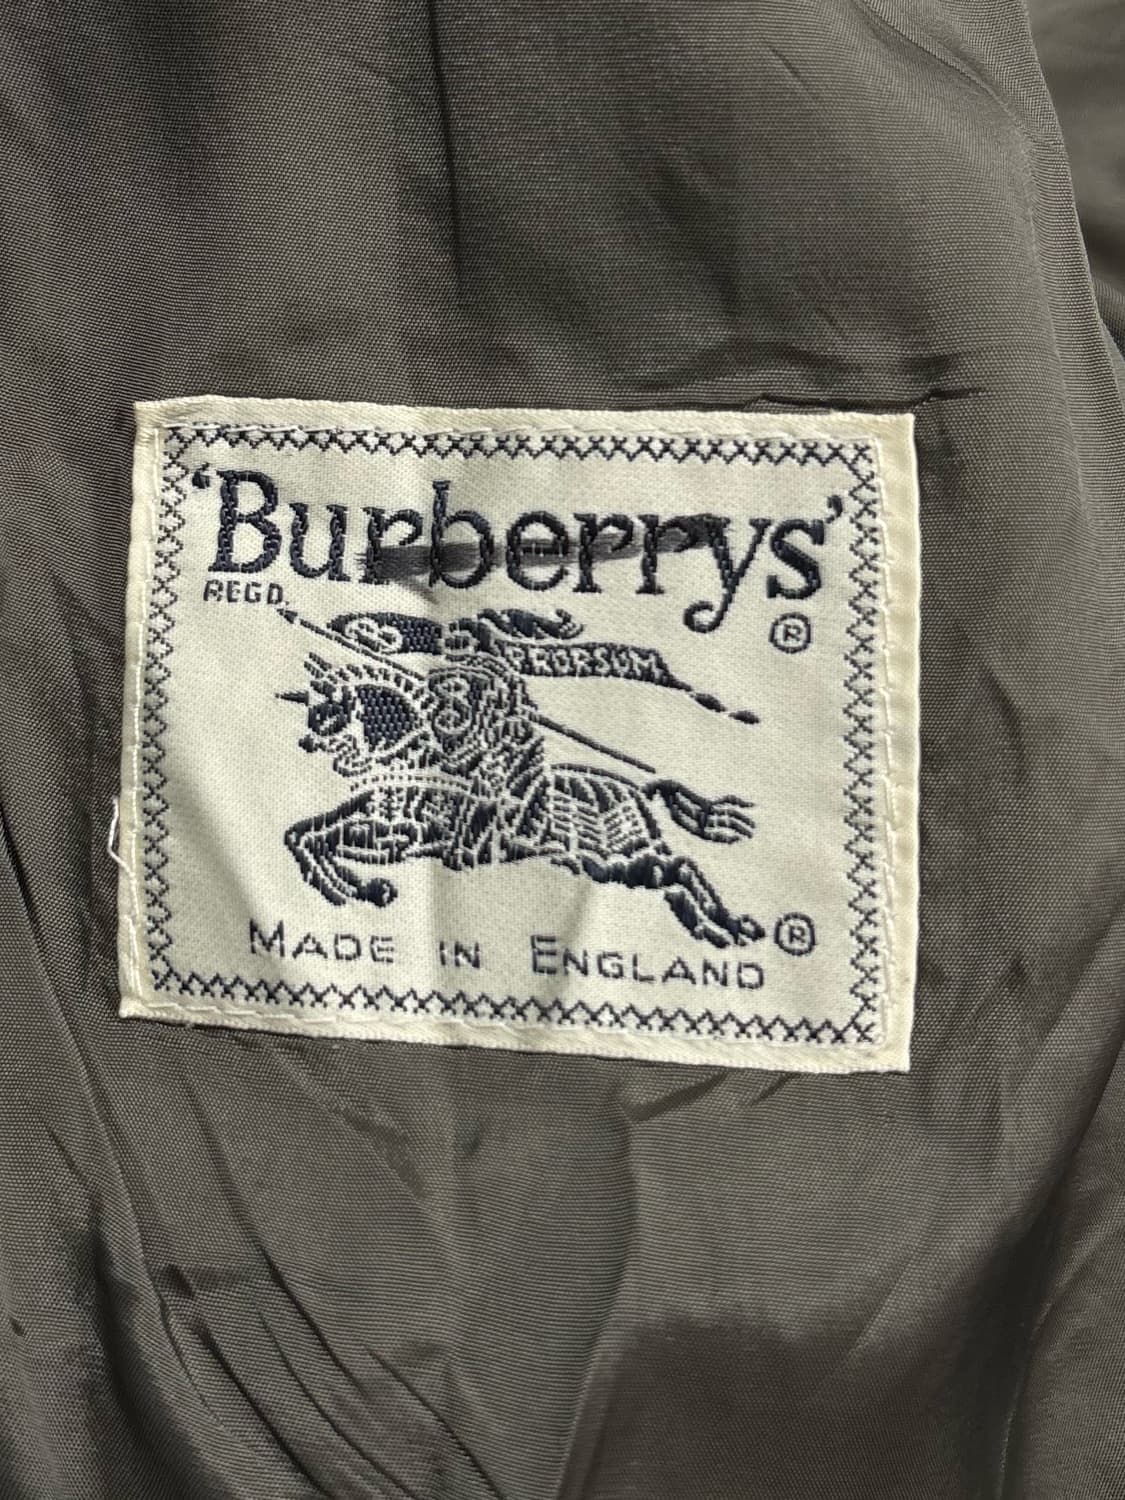 'Burberrys'
REGD. ®
PRORSUM
®
MADE IN ENGLAND